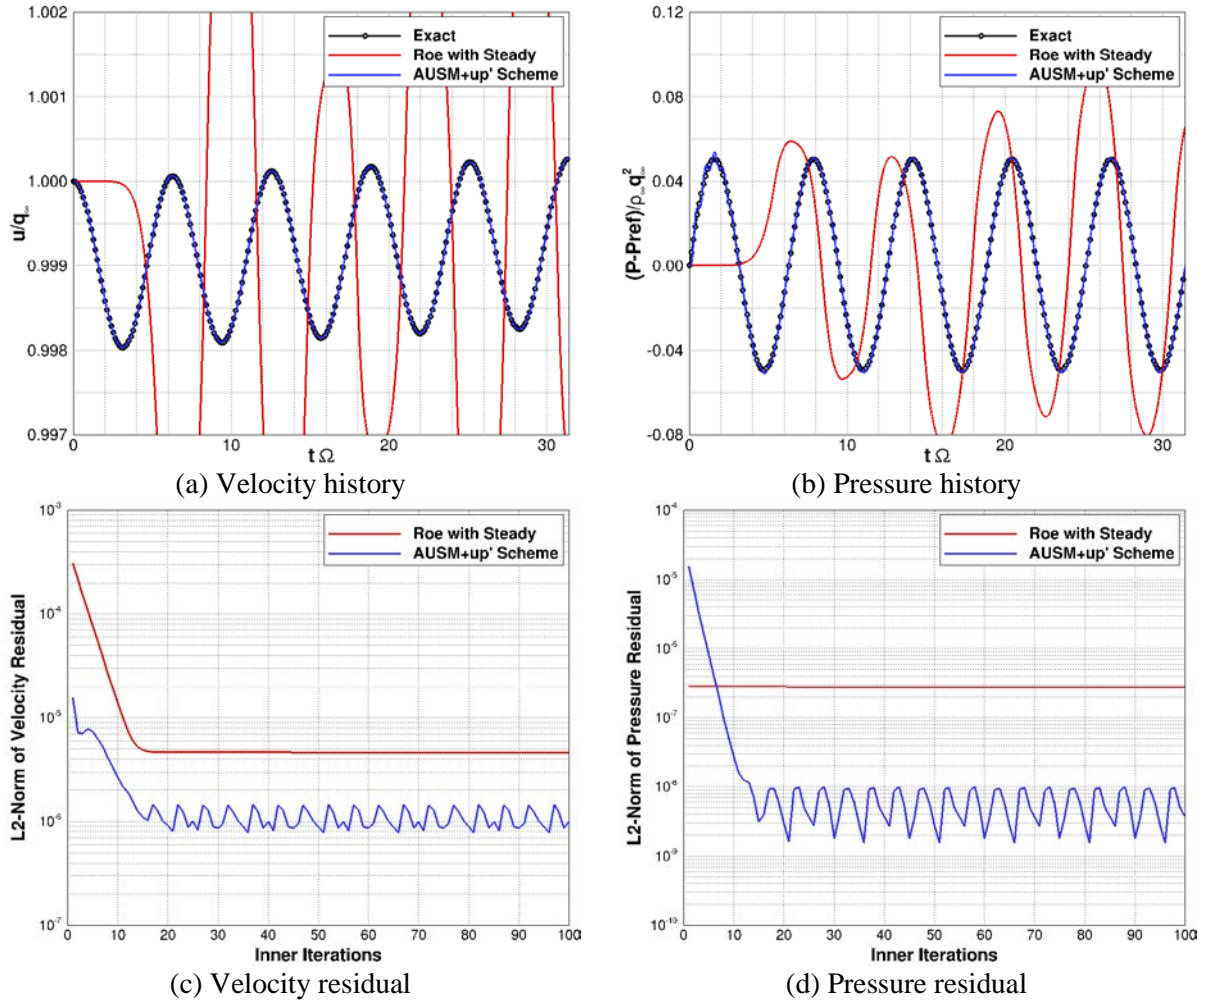 1.002
1.001
1.000
0.999
0.998
0.997
u/q∞
Exact
Roe with Steady
AUSM+up' Scheme
0 10 20 30
t Ω
(a) Velocity history
0.12
0.08
0.04
0.00
-0.04
-0.08
(P-Pref)/ρ∞q∞²
Exact
Roe with Steady
AUSM+up' Scheme
0 10 20 30
t Ω
(b) Pressure history
10⁻³
10⁻⁴
10⁻⁵
10⁻⁶
10⁻⁷
L2-Norm of Velocity Residual
Roe with Steady
AUSM+up' Scheme
0 10 20 30 40 50 60 70 80 90 100
Inner Iterations
(c) Velocity residual
10⁻⁴
10⁻⁵
10⁻⁶
10⁻⁷
10⁻⁸
10⁻⁹
10⁻¹⁰
L2-Norm of Pressure Residual
Roe with Steady
AUSM+up' Scheme
0 10 20 30 40 50 60 70 80 90 100
Inner Iterations
(d) Pressure residual